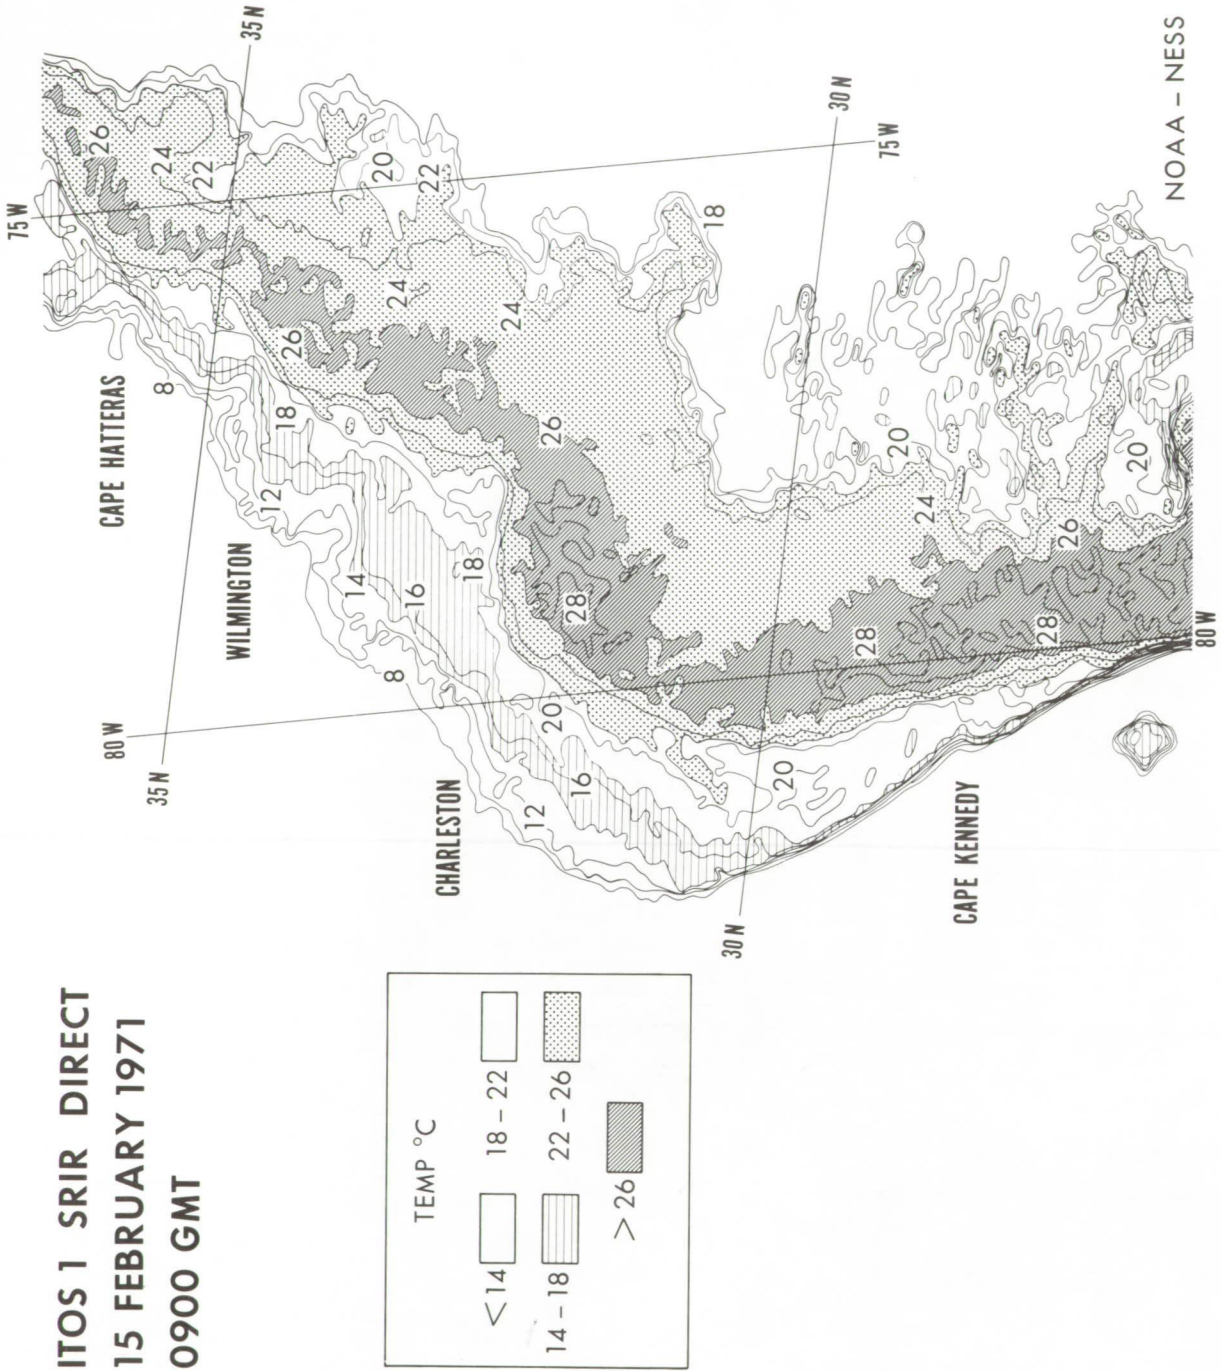 ITOS 1 SRIR DIRECT
15 FEBRUARY 1971
0900 GMT
TEMP °C
<14
18 – 22
14 – 18
22 – 26
> 26
75 W
26
CAPE HATTERAS
80 W
35 N
24
8
22
WILMINGTON
35 N
12
18
26
14
20
8
24
16
22
CHARLESTON
18
24
12
20
26
28
16
18
30 N
20
30 N
28
75 W
20
24
CAPE KENNEDY
28
26
20
80 W
NOAA – NESS